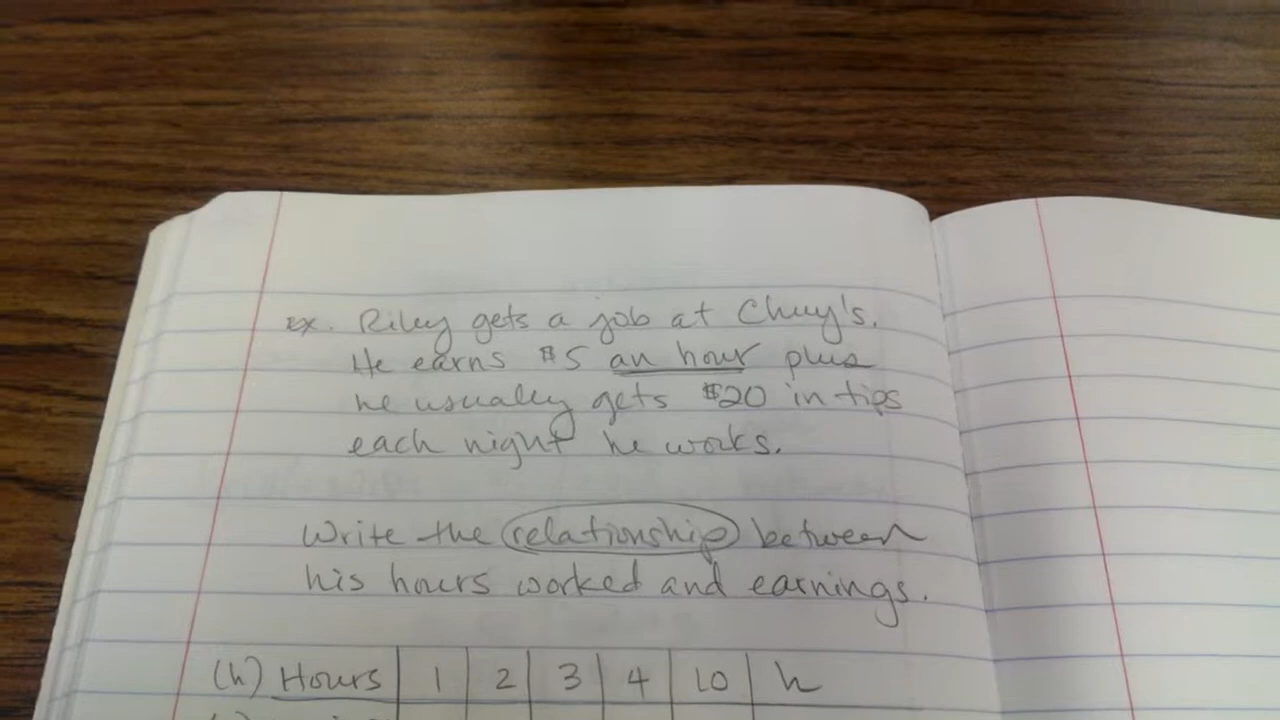 Ex. Riley gets a job at Chuy's.
He earns $5 an hour plus
he usually gets $20 in tips
each night he works.
Write the relationship between
his hours worked and earnings.
(h) Hours 1 2 3 4 10 h